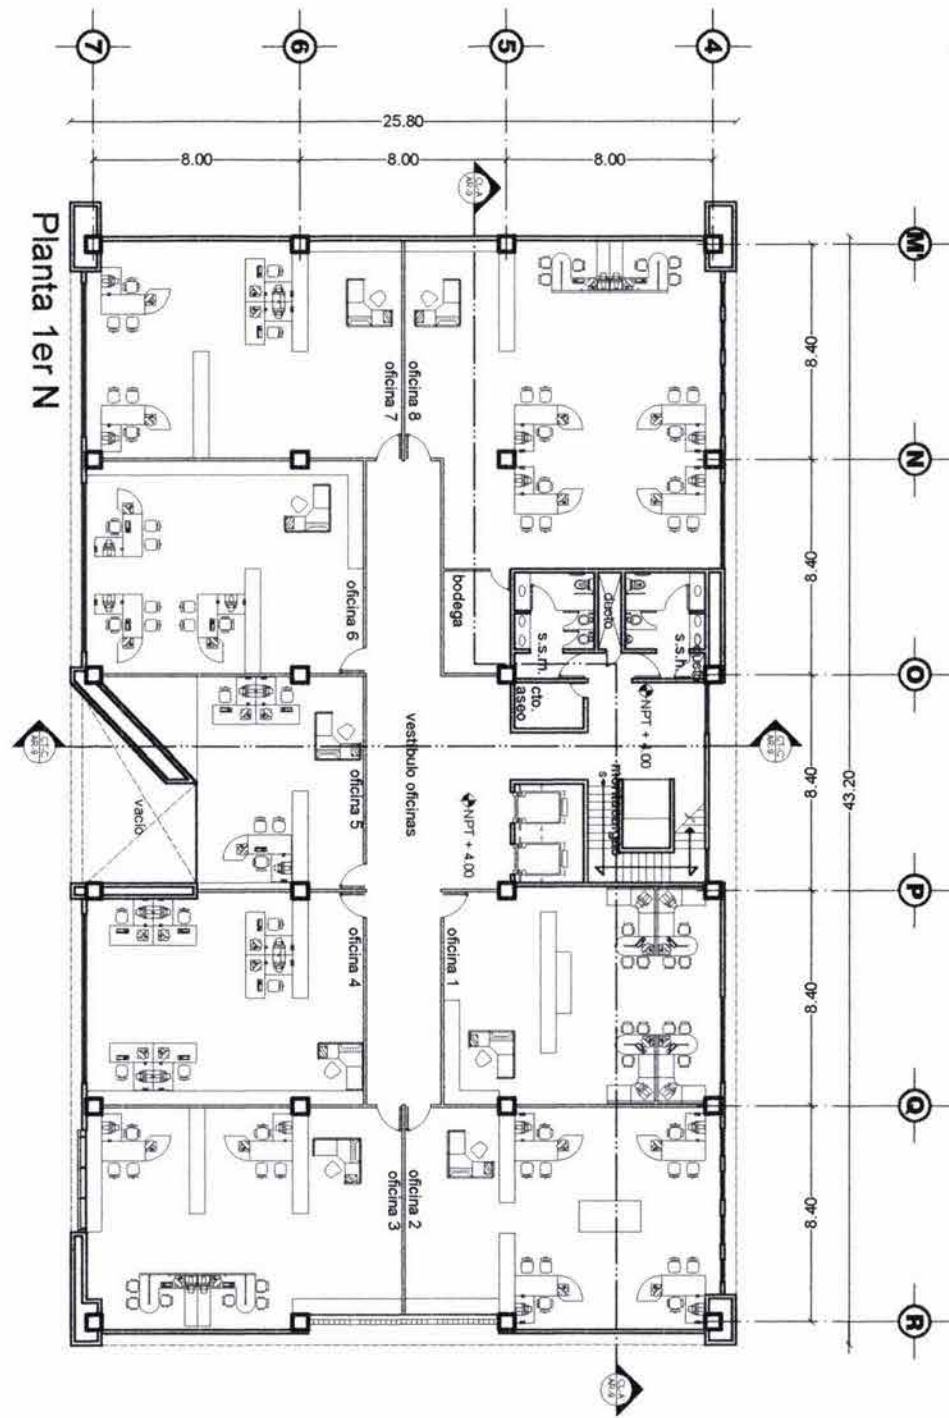 7
6
5
4
25.80
8.00
8.00
8.00
M'
N
O
P
Q
R
8.40
8.40
8.40
8.40
8.40
43.20
Planta 1er N
oficina 8
oficina 7
oficina 6
bodega
s.s.m.
ducto
s.s.h.
cto.
aseo
NPT + 4.00
vestíbulo oficinas
montacargas
s
oficina 5
vacío
NPT + 4.00
oficina 4
oficina 1
oficina 2
oficina 3